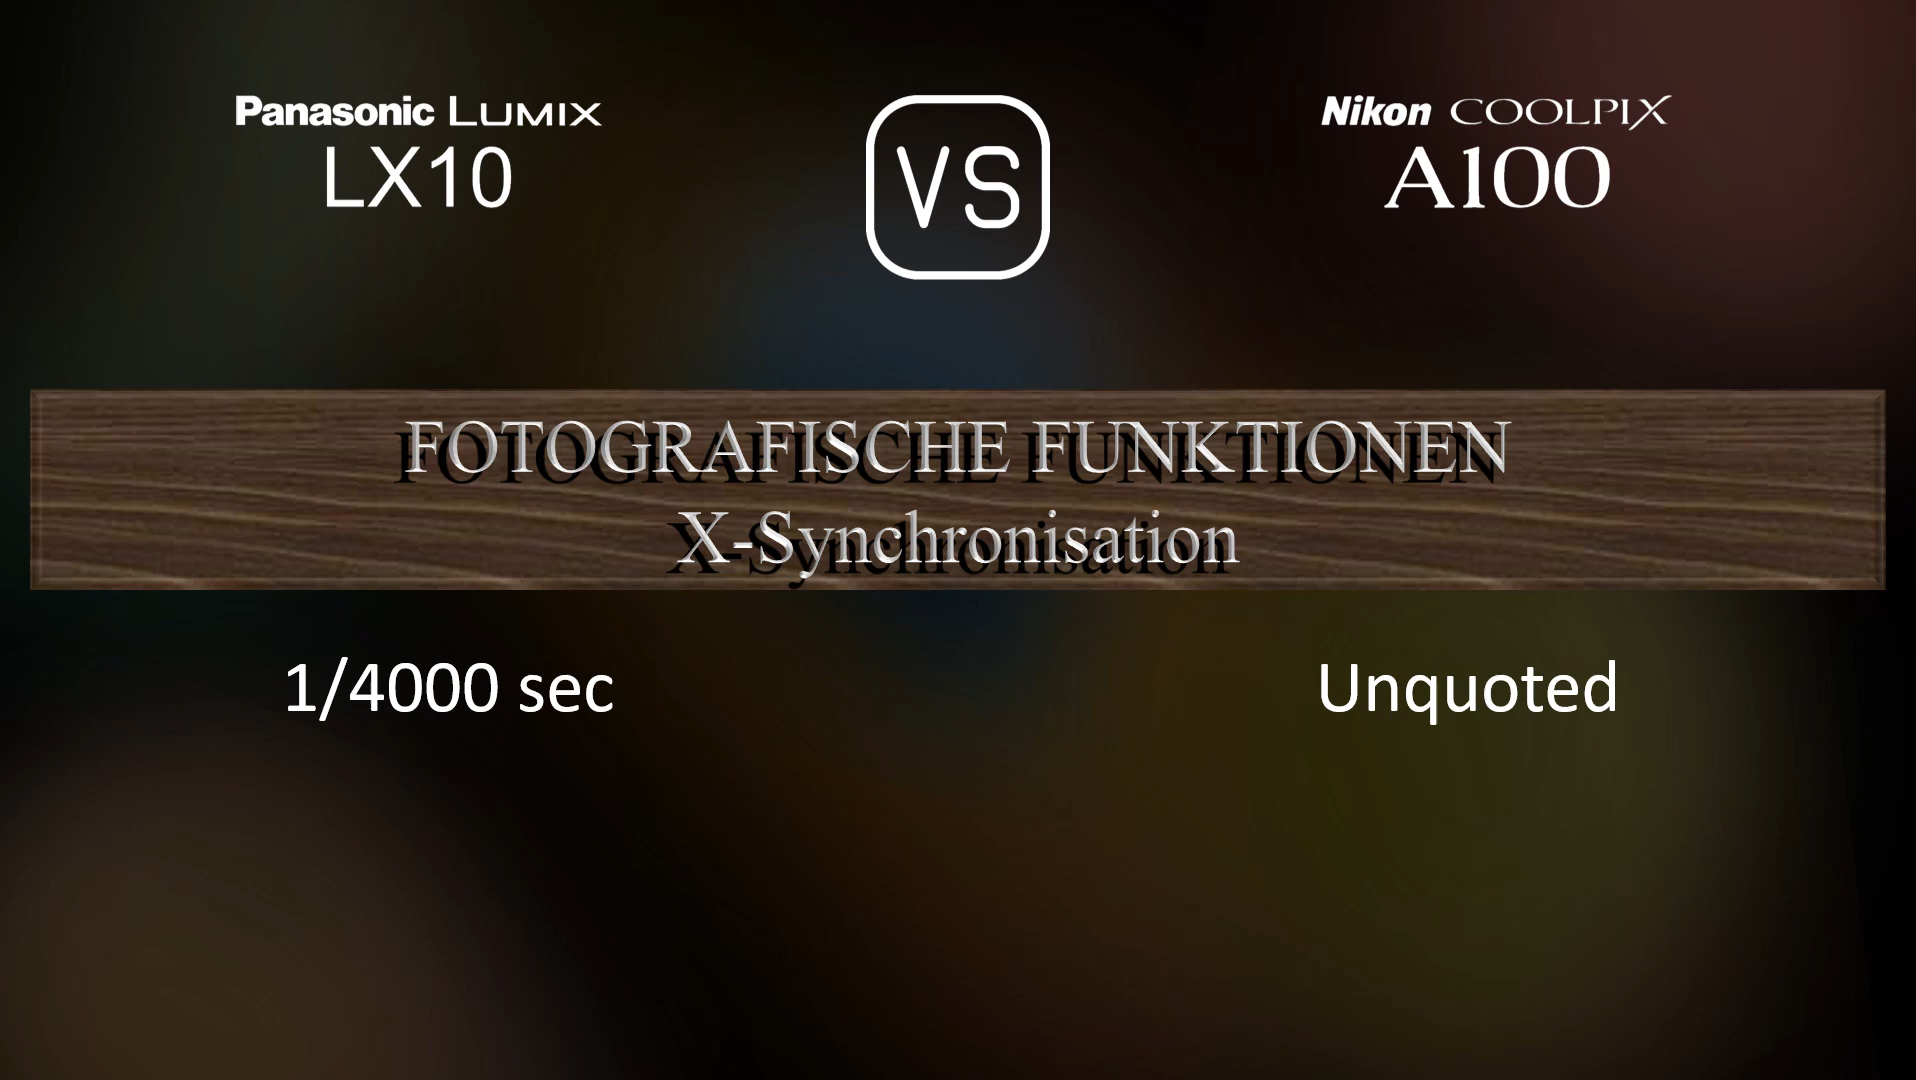 Panasonic LUMIX
LX10
VS
Nikon COOLPIX
A100
FOTOGRAFISCHE FUNKTIONEN
X-Synchronisation
1/4000 sec
Unquoted